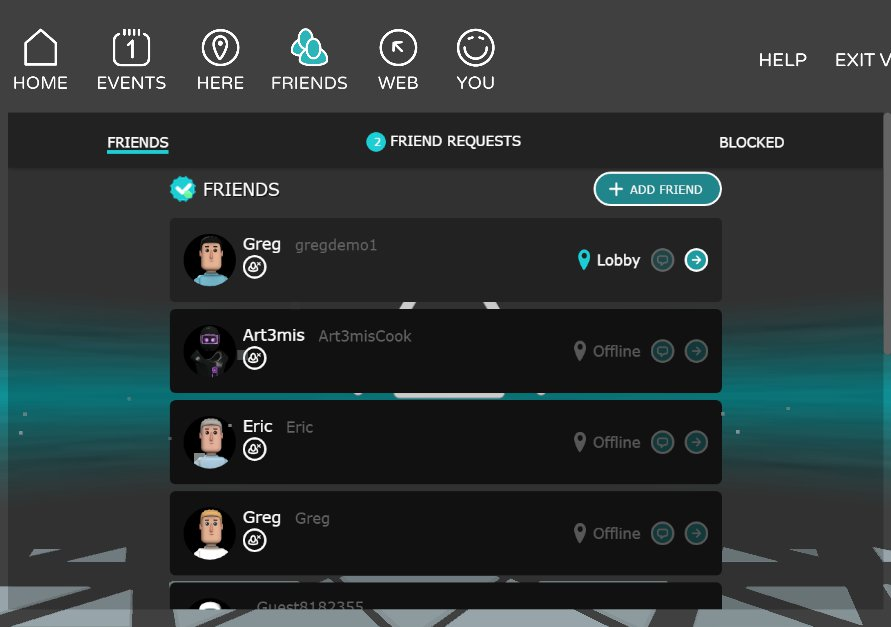 1
HOME EVENTS HERE FRIENDS WEB YOU
HELP EXIT V
FRIENDS 2 FRIEND REQUESTS BLOCKED
FRIENDS + ADD FRIEND
Greg gregdemo1
Lobby
Art3mis Art3misCook
Offline
Eric Eric
Offline
Greg Greg
Offline
Guest8182355